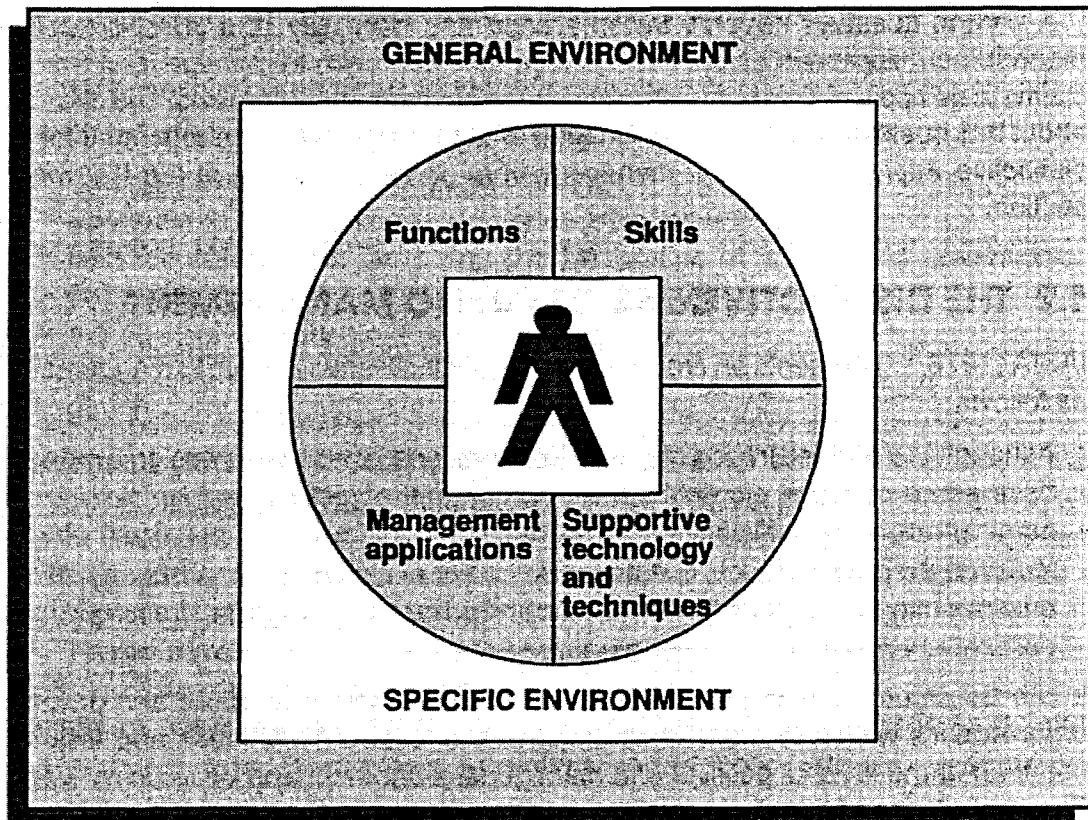 GENERAL ENVIRONMENT
Functions
Skills
Management
applications
Supportive
technology
and
techniques
SPECIFIC ENVIRONMENT